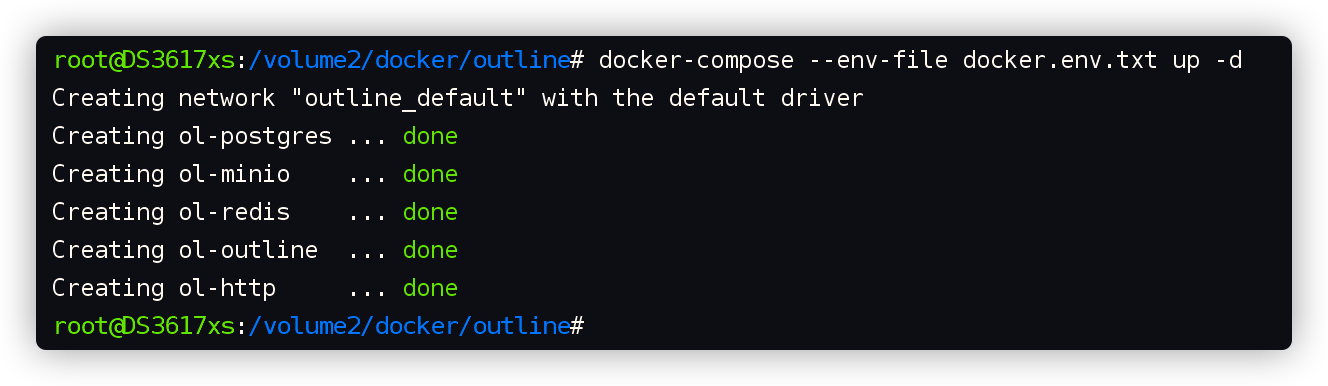 root@DS3617xs:/volume2/docker/outline# docker-compose --env-file docker.env.txt up -d
Creating network "outline_default" with the default driver
Creating ol-postgres ... done
Creating ol-minio    ... done
Creating ol-redis    ... done
Creating ol-outline  ... done
Creating ol-http     ... done
root@DS3617xs:/volume2/docker/outline#